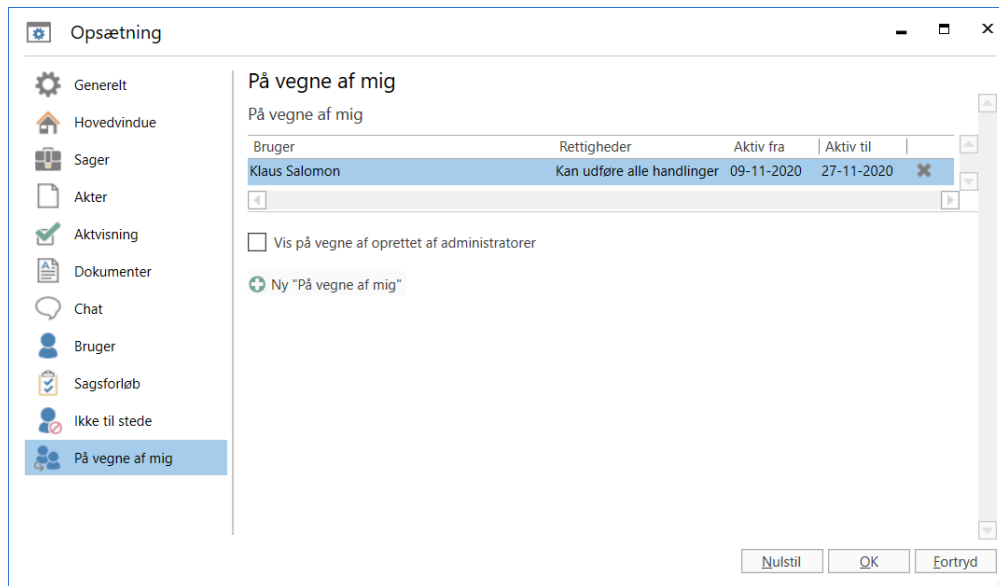 Opsætning
Generelt
Hovedvindue
Sager
Akter
Aktvisning
Dokumenter
Chat
Bruger
Sagsforløb
Ikke til stede
På vegne af mig
På vegne af mig
På vegne af mig
Bruger Rettigheder Aktiv fra Aktiv til
Klaus Salomon Kan udføre alle handlinger 09-11-2020 27-11-2020
Vis på vegne af oprettet af administratorer
Ny "På vegne af mig"
Nulstil OK Fortryd